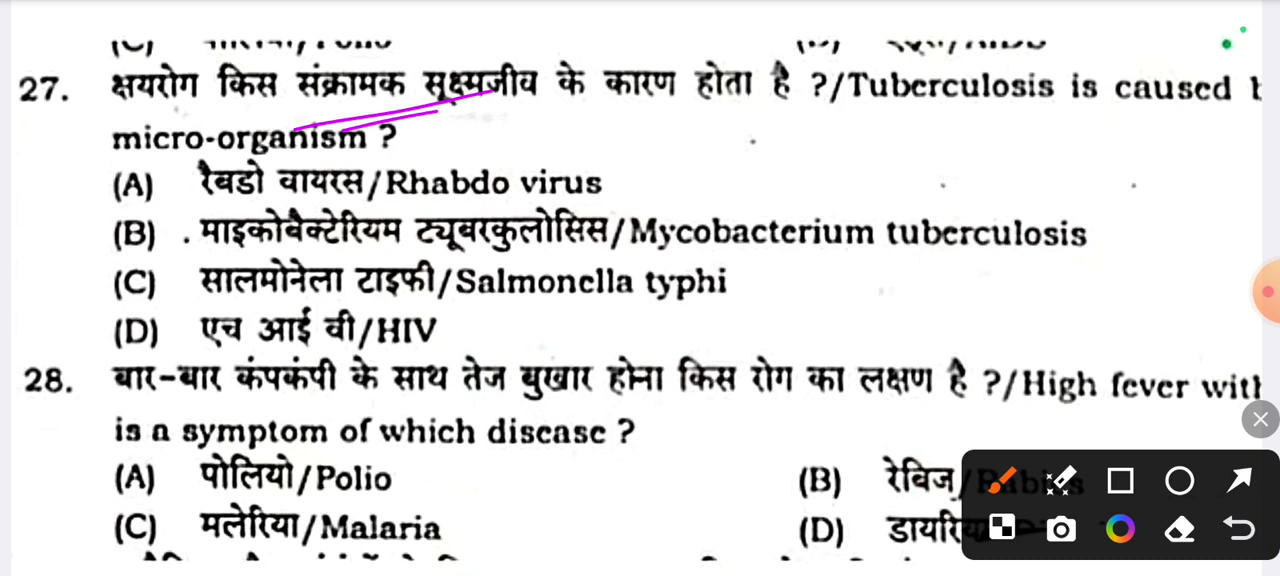 27. क्षयरोग किस संक्रामक सूक्ष्मजीव के कारण होता है ?/Tuberculosis is caused
micro-organism ?
(A) रैबडो वायरस/Rhabdo virus
(B) . माइकोबैक्टेरियम ट्यूबरकुलोसिस/Mycobacterium tuberculosis
(C) सालमोनेला टाइफी/Salmonella typhi
(D) एच आई वी/HIV
28. बार-बार कंपकंपी के साथ तेज बुखार होना किस रोग का लक्षण है ?/High fever with
is a symptom of which disease ?
(A) पोलियो/Polio (B) रेबिज/Rabies
(C) मलेरिया/Malaria (D)